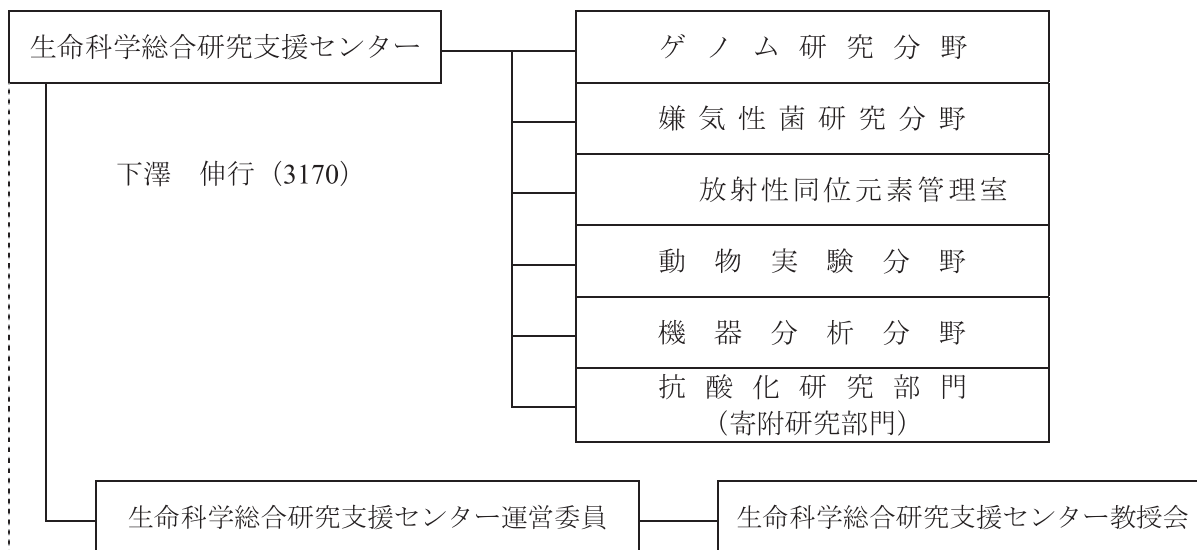 生命科学総合研究支援センター
下澤　伸行（3170）
ゲノム研究分野
嫌気性菌研究分野
放射性同位元素管理室
動物実験分野
機器分析分野
抗酸化研究部門
（寄附研究部門）
生命科学総合研究支援センター運営委員
生命科学総合研究支援センター教授会